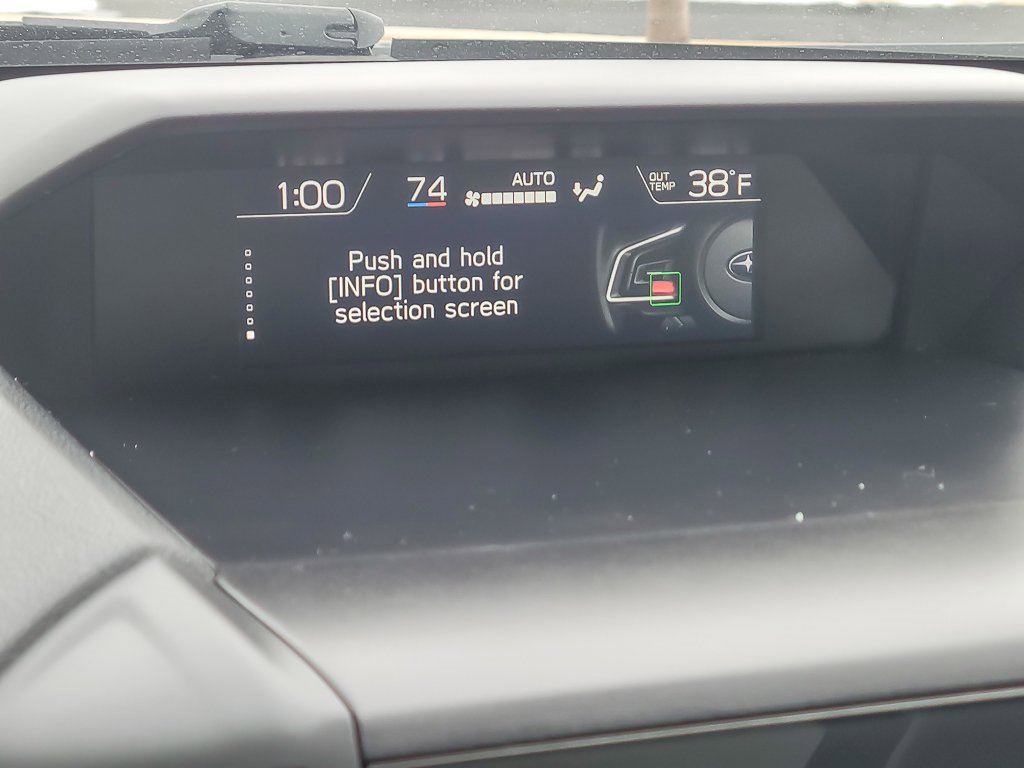 1:00
74
AUTO
OUT
TEMP
38°F
Push and hold
[INFO] button for
selection screen